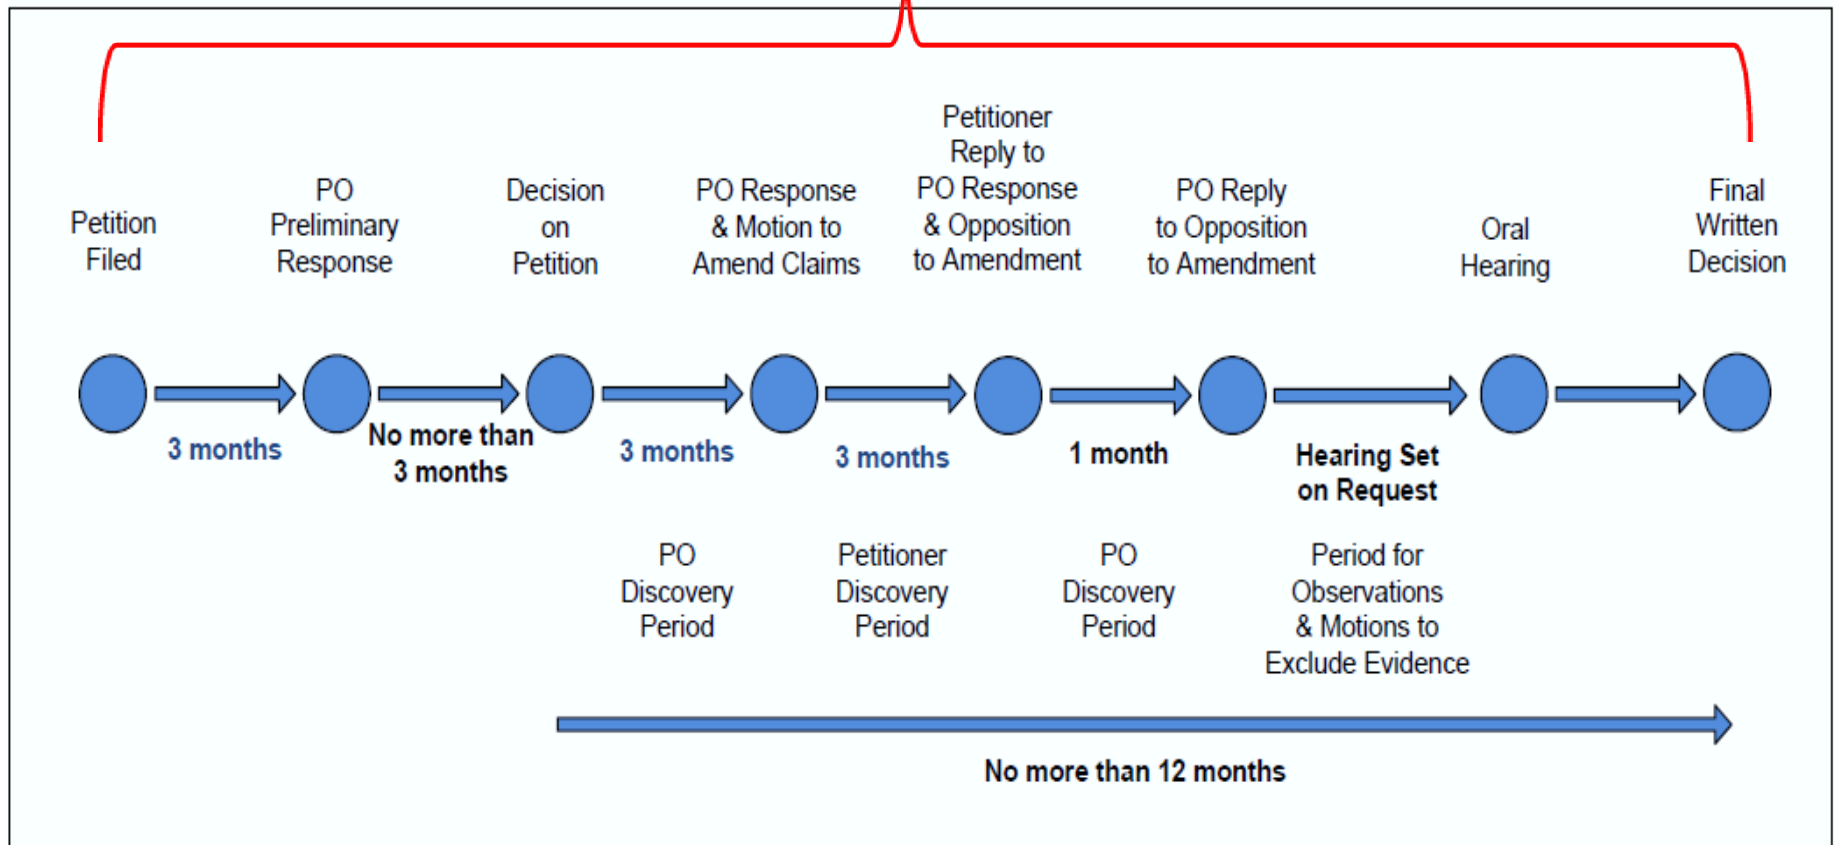 Petition
Filed
PO
Preliminary
Response
Decision
on
Petition
PO Response
& Motion to
Amend Claims
Petitioner
Reply to
PO Response
& Opposition
to Amendment
PO Reply
to Opposition
to Amendment
Oral
Hearing
Final
Written
Decision
3 months
No more than
3 months
3 months
3 months
1 month
Hearing Set
on Request
PO
Discovery
Period
Petitioner
Discovery
Period
PO
Discovery
Period
Period for
Observations
& Motions to
Exclude Evidence
No more than 12 months